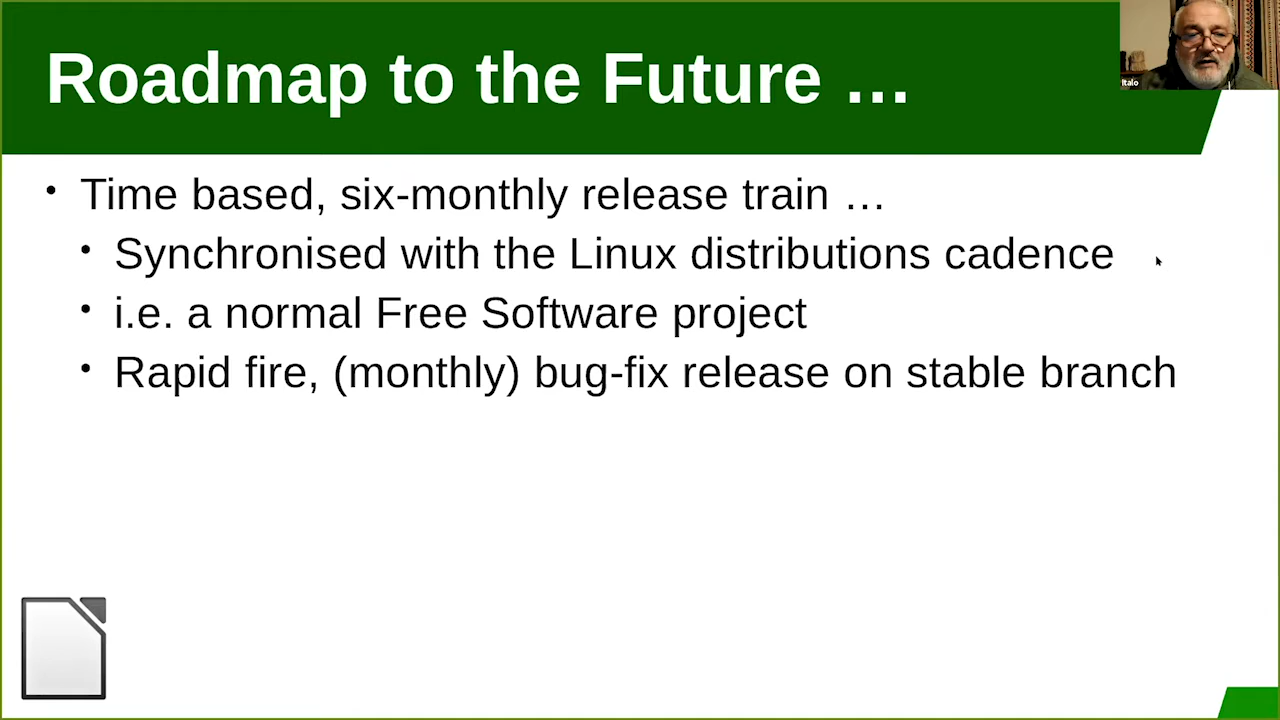 Roadmap to the Future …
Italo
• Time based, six-monthly release train …
• Synchronised with the Linux distributions cadence
• i.e. a normal Free Software project
• Rapid fire, (monthly) bug-fix release on stable branch